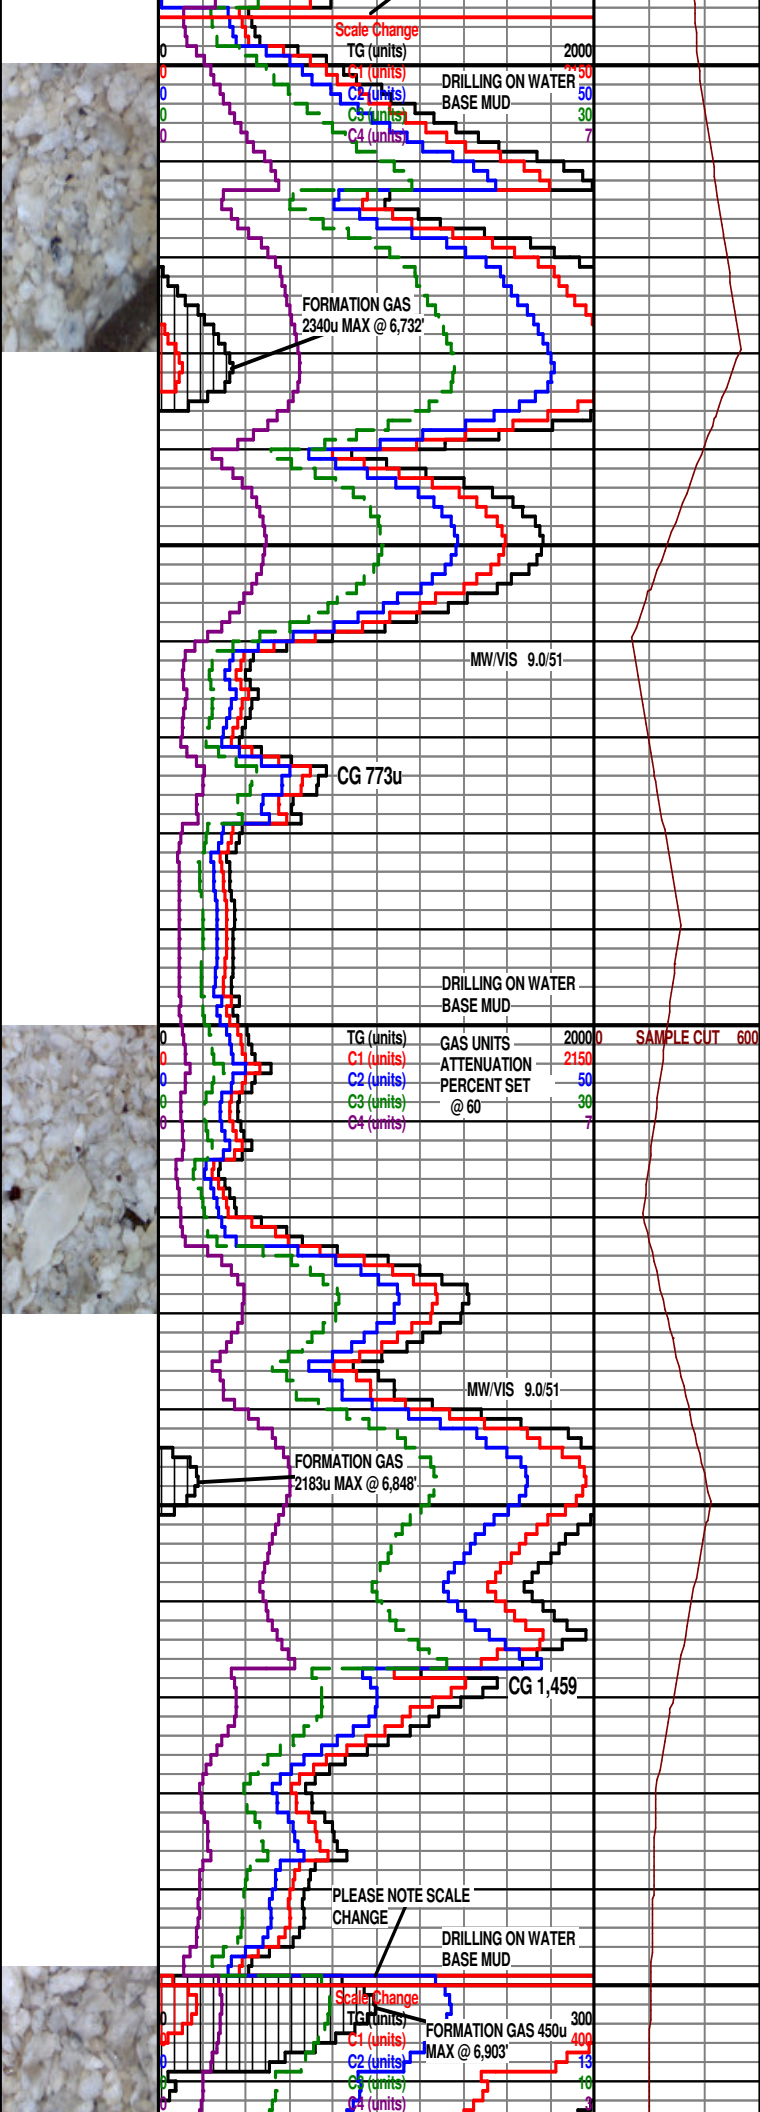 Scale Change
0 TG (units) 2000
0 C1 (units) 2150
0 C2 (units) 50
0 C3 (units) 30
0 C4 (units) 7
DRILLING ON WATER
BASE MUD
FORMATION GAS
2340u MAX @ 6,732'
MW/VIS 9.0/51
CG 773u
DRILLING ON WATER
BASE MUD
0 TG (units) 2000
0 C1 (units) 2150
0 C2 (units) 50
0 C3 (units) 30
0 C4 (units) 7
GAS UNITS
ATTENUATION
PERCENT SET
@ 60
0 SAMPLE CUT 600
MW/VIS 9.0/51
FORMATION GAS
2183u MAX @ 6,848'
CG 1,459
PLEASE NOTE SCALE
CHANGE
DRILLING ON WATER
BASE MUD
Scale Change
0 TG (units) 300
0 C1 (units) 400
0 C2 (units) 13
0 C3 (units) 10
0 C4 (units) 3
FORMATION GAS 450u
MAX @ 6,903'